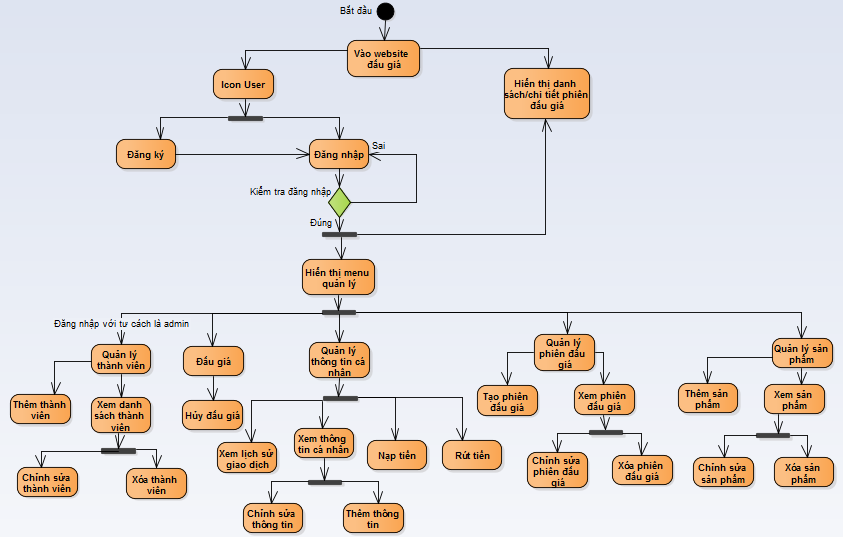 Bắt đầu
Vào website
đấu giá
Icon User
Hiển thị danh
sách/chi tiết phiên
đấu giá
Đăng ký
Đăng nhập
Sai
Kiểm tra đăng nhập
Đúng
Hiển thị menu
quản lý
Đăng nhập với tư cách là admin
Quản lý
thành viên
Đấu giá
Quản lý
thông tin cá
nhân
Quản lý
phiên đấu
giá
Quản lý sản
phẩm
Thêm thành
viên
Xem danh
sách thành
viên
Hủy đấu giá
Tạo phiên
đấu giá
Xem phiên
đấu giá
Thêm sản
phẩm
Xem sản
phẩm
Chỉnh sửa
thành viên
Xóa thành
viên
Xem lịch sử
giao dịch
Xem thông
tin cá nhân
Nạp tiền
Rút tiền
Chỉnh sửa
phiên đấu
giá
Xóa phiên
đấu giá
Chỉnh sửa
sản phẩm
Xóa sản
phẩm
Chỉnh sửa
thông tin
Thêm thông
tin